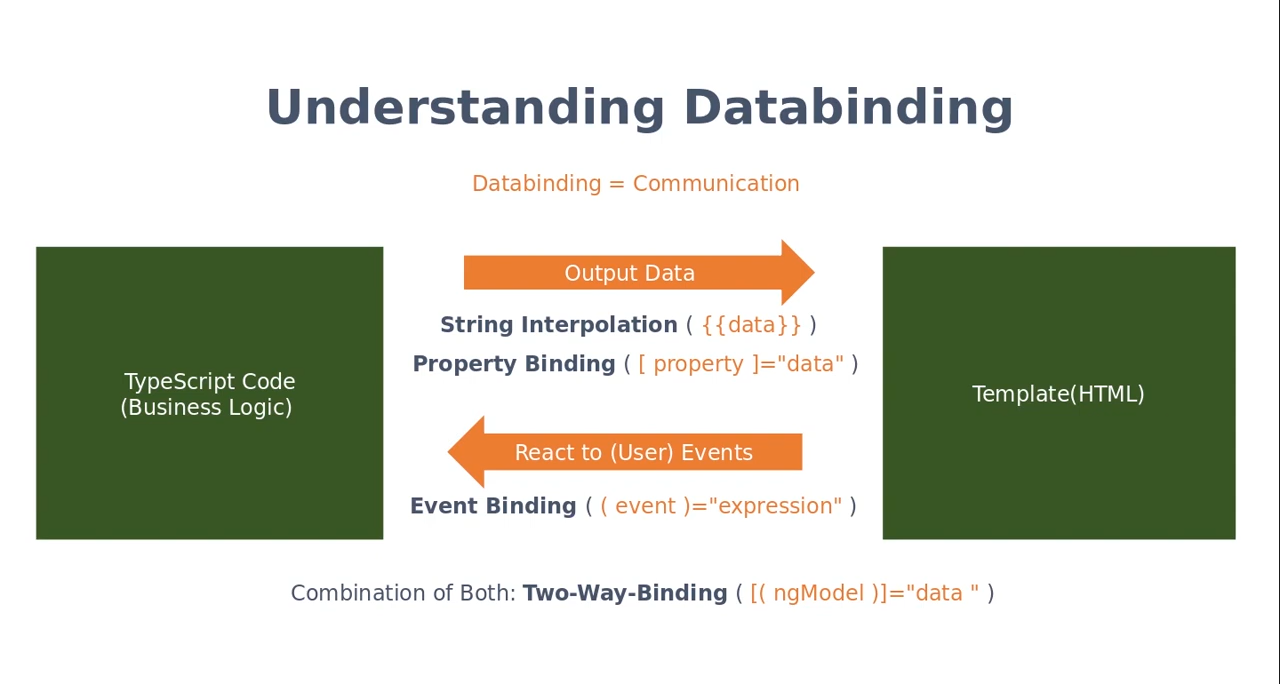 Understanding Databinding
Databinding = Communication
TypeScript Code
(Business Logic)
Output Data
String Interpolation ( {{data}} )
Property Binding ( [ property ]="data" )
React to (User) Events
Event Binding ( ( event )="expression" )
Template(HTML)
Combination of Both: Two-Way-Binding ( [( ngModel )]="data " )